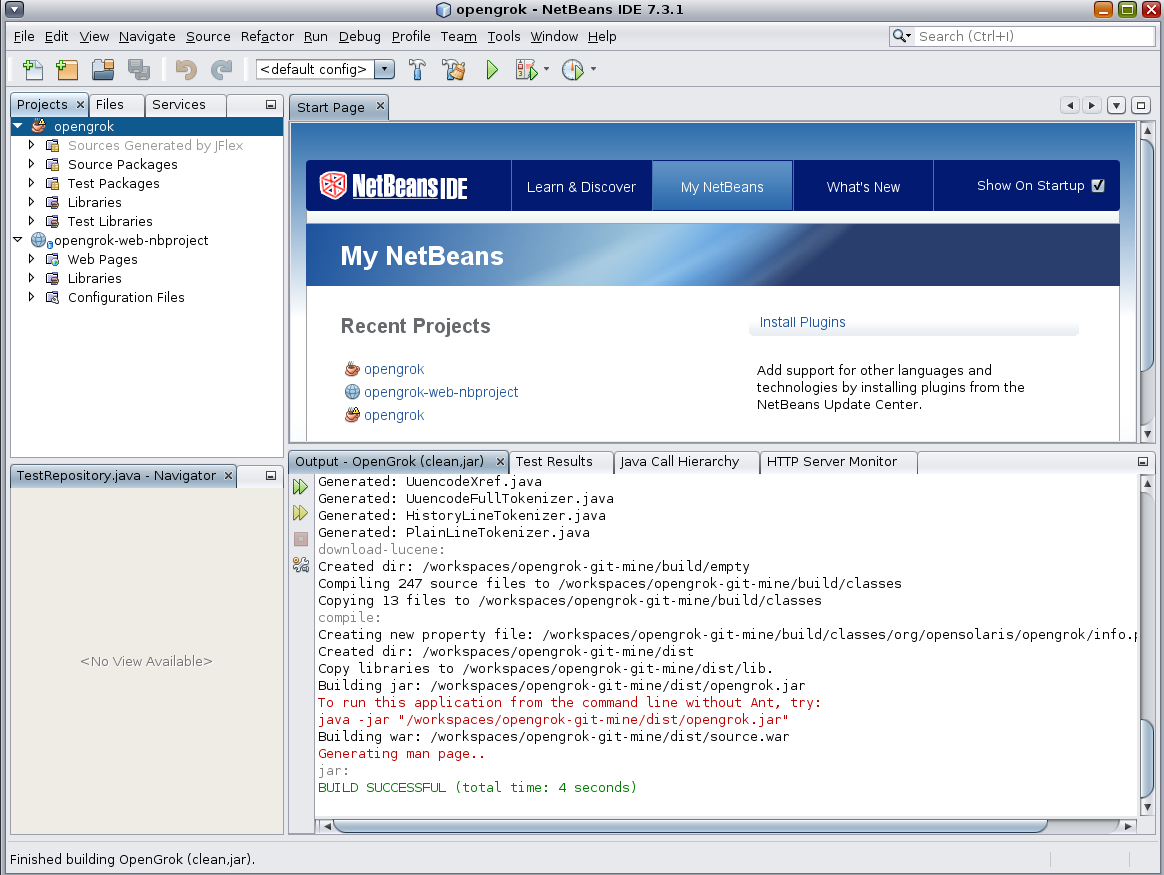 opengrok - NetBeans IDE 7.3.1
File Edit View Navigate Source Refactor Run Debug Profile Team Tools Window Help
Search (Ctrl+I)
<default config>
Projects Files Services
opengrok
Sources Generated by JFlex
Source Packages
Test Packages
Libraries
Test Libraries
opengrok-web-nbproject
Web Pages
Libraries
Configuration Files
Start Page
NetBeans IDE
Learn & Discover My NetBeans What's New Show On Startup
My NetBeans
Recent Projects
opengrok
opengrok-web-nbproject
opengrok
Install Plugins
Add support for other languages and
technologies by installing plugins from the
NetBeans Update Center.
TestRepository.java - Navigator
<No View Available>
Output - OpenGrok (clean,jar) Test Results Java Call Hierarchy HTTP Server Monitor
Generated: UuencodeXref.java
Generated: UuencodeFullTokenizer.java
Generated: HistoryLineTokenizer.java
Generated: PlainLineTokenizer.java
download-lucene:
Created dir: /workspaces/opengrok-git-mine/build/empty
Compiling 247 source files to /workspaces/opengrok-git-mine/build/classes
Copying 13 files to /workspaces/opengrok-git-mine/build/classes
compile:
Creating new property file: /workspaces/opengrok-git-mine/build/classes/org/opensolaris/opengrok/info.p
Created dir: /workspaces/opengrok-git-mine/dist
Copy libraries to /workspaces/opengrok-git-mine/dist/lib.
Building jar: /workspaces/opengrok-git-mine/dist/opengrok.jar
To run this application from the command line without Ant, try:
java -jar "/workspaces/opengrok-git-mine/dist/opengrok.jar"
Building war: /workspaces/opengrok-git-mine/dist/source.war
Generating man page..
jar:
BUILD SUCCESSFUL (total time: 4 seconds)
Finished building OpenGrok (clean,jar).